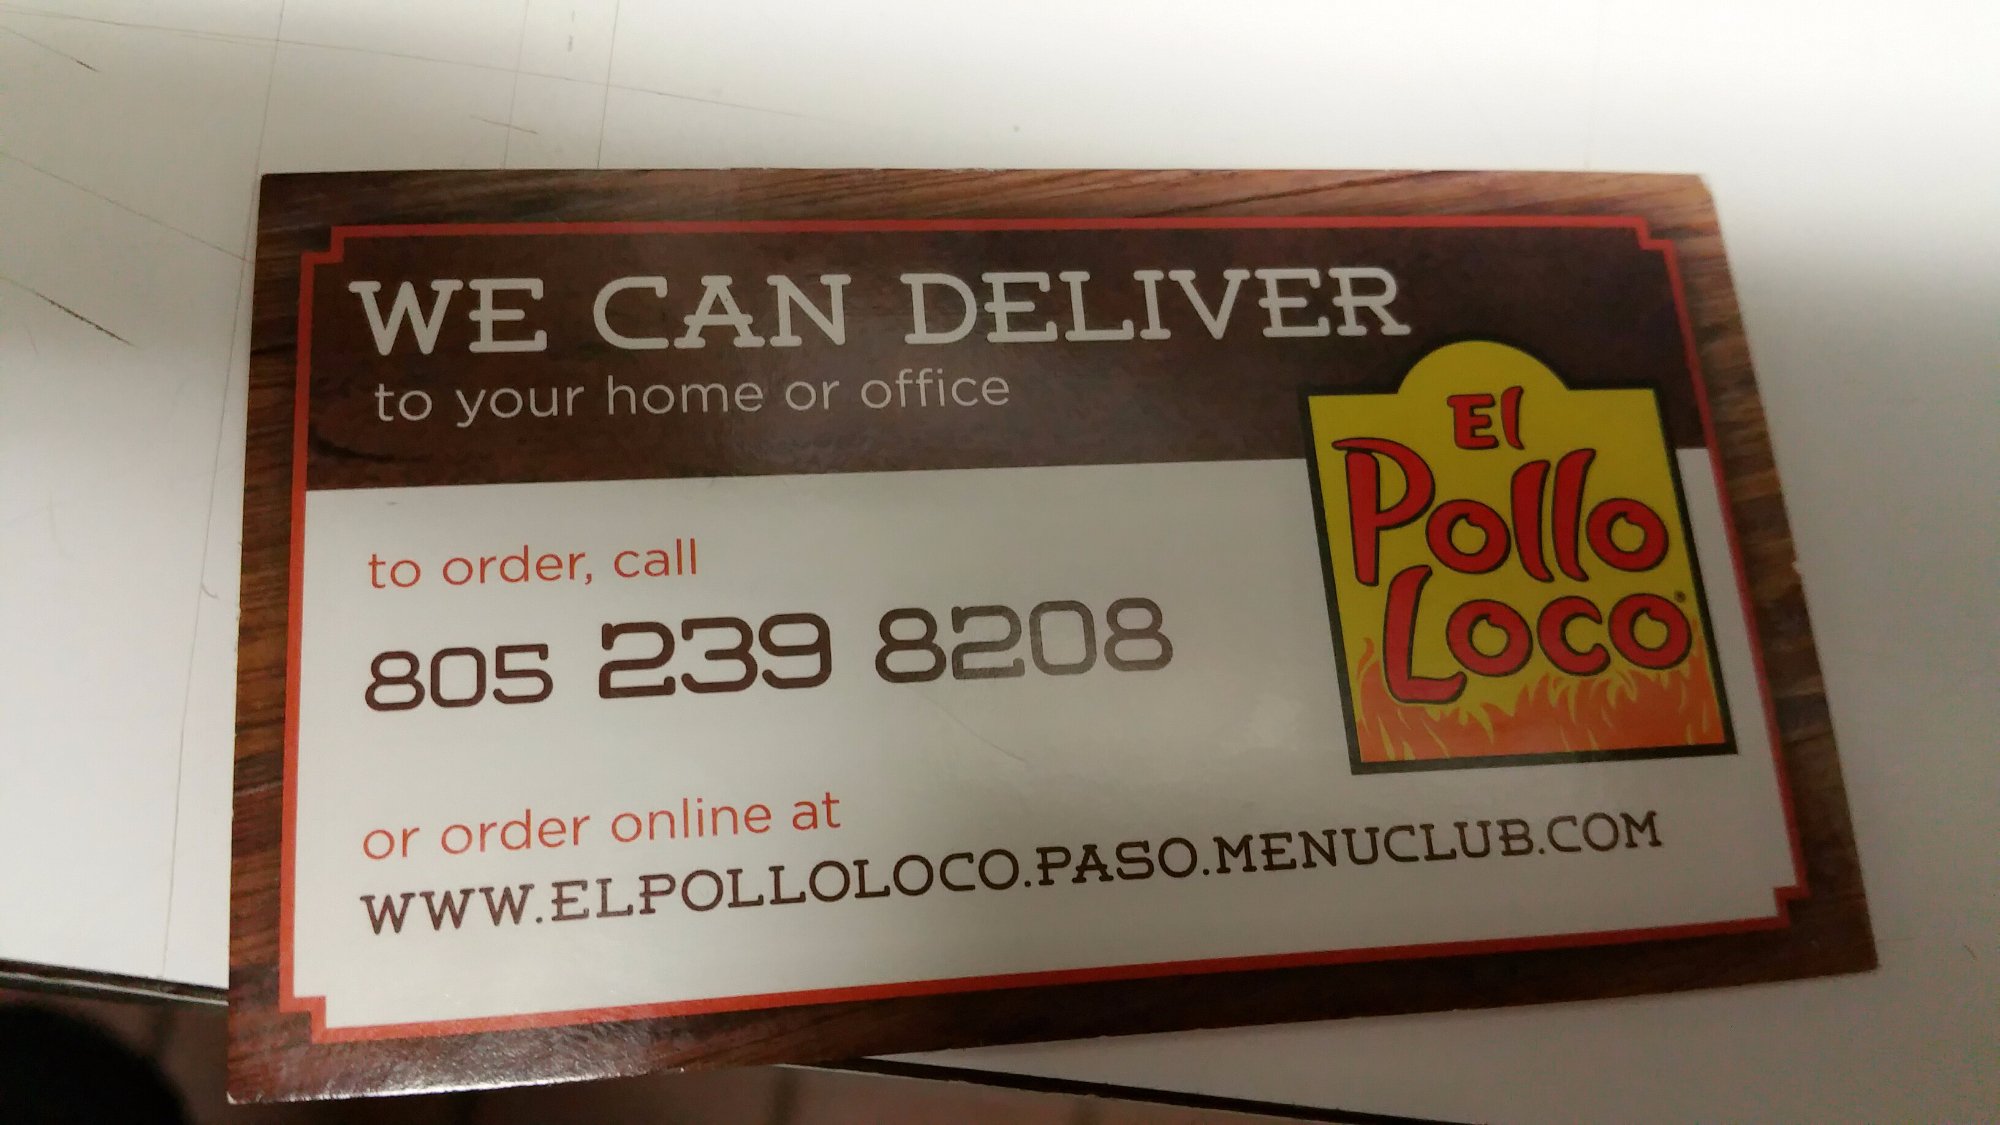 WE CAN DELIVER
to your home or office
El
Pollo
Loco®
to order, call
805 239 8208
or order online at
WWW.ELPOLLOLOCO.PASO.MENUCLUB.COM